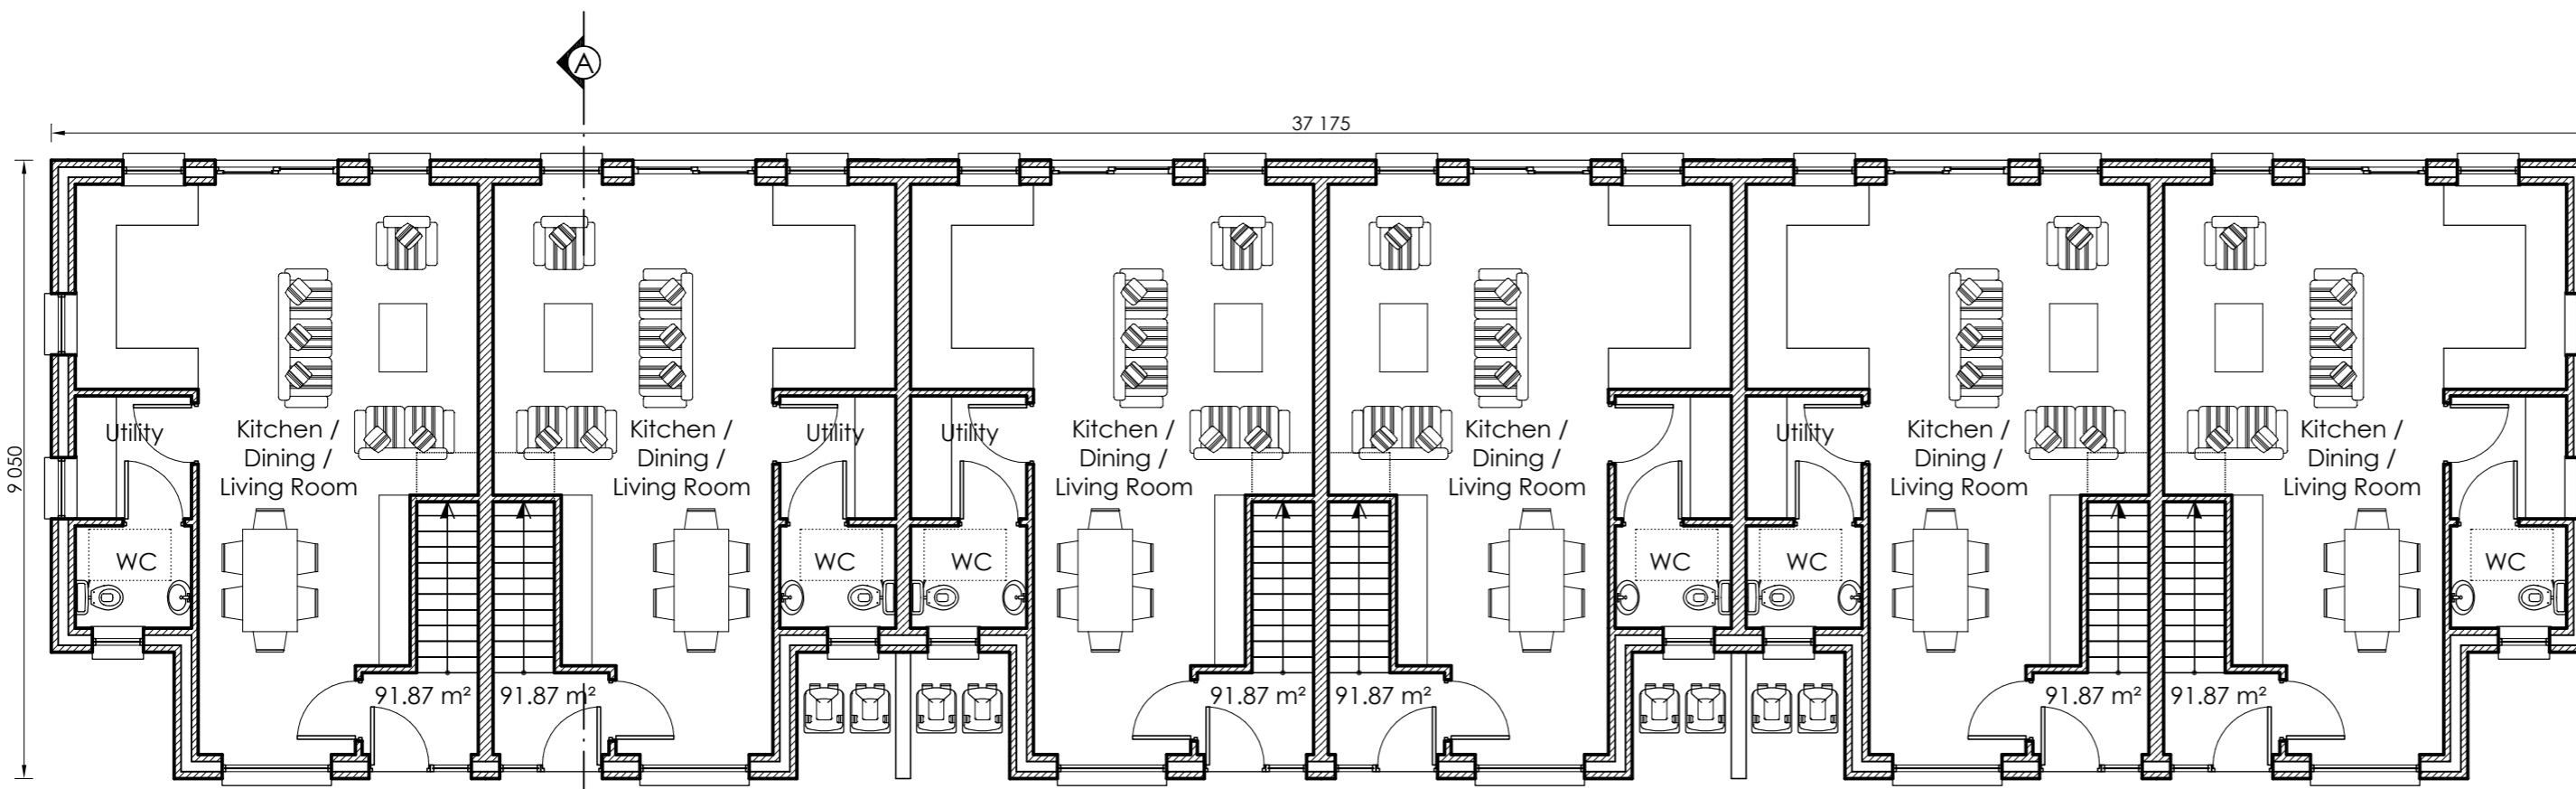 A
37 175
9 050
Utility
Kitchen /
Dining /
Living Room
Kitchen /
Dining /
Living Room
Utility
Utility
Kitchen /
Dining /
Living Room
Kitchen /
Dining /
Living Room
Utility
Kitchen /
Dining /
Living Room
Kitchen /
Dining /
Living Room
WC
WC
WC
WC
WC
WC
91.87 m²
91.87 m²
91.87 m²
91.87 m²
91.87 m²
91.87 m²